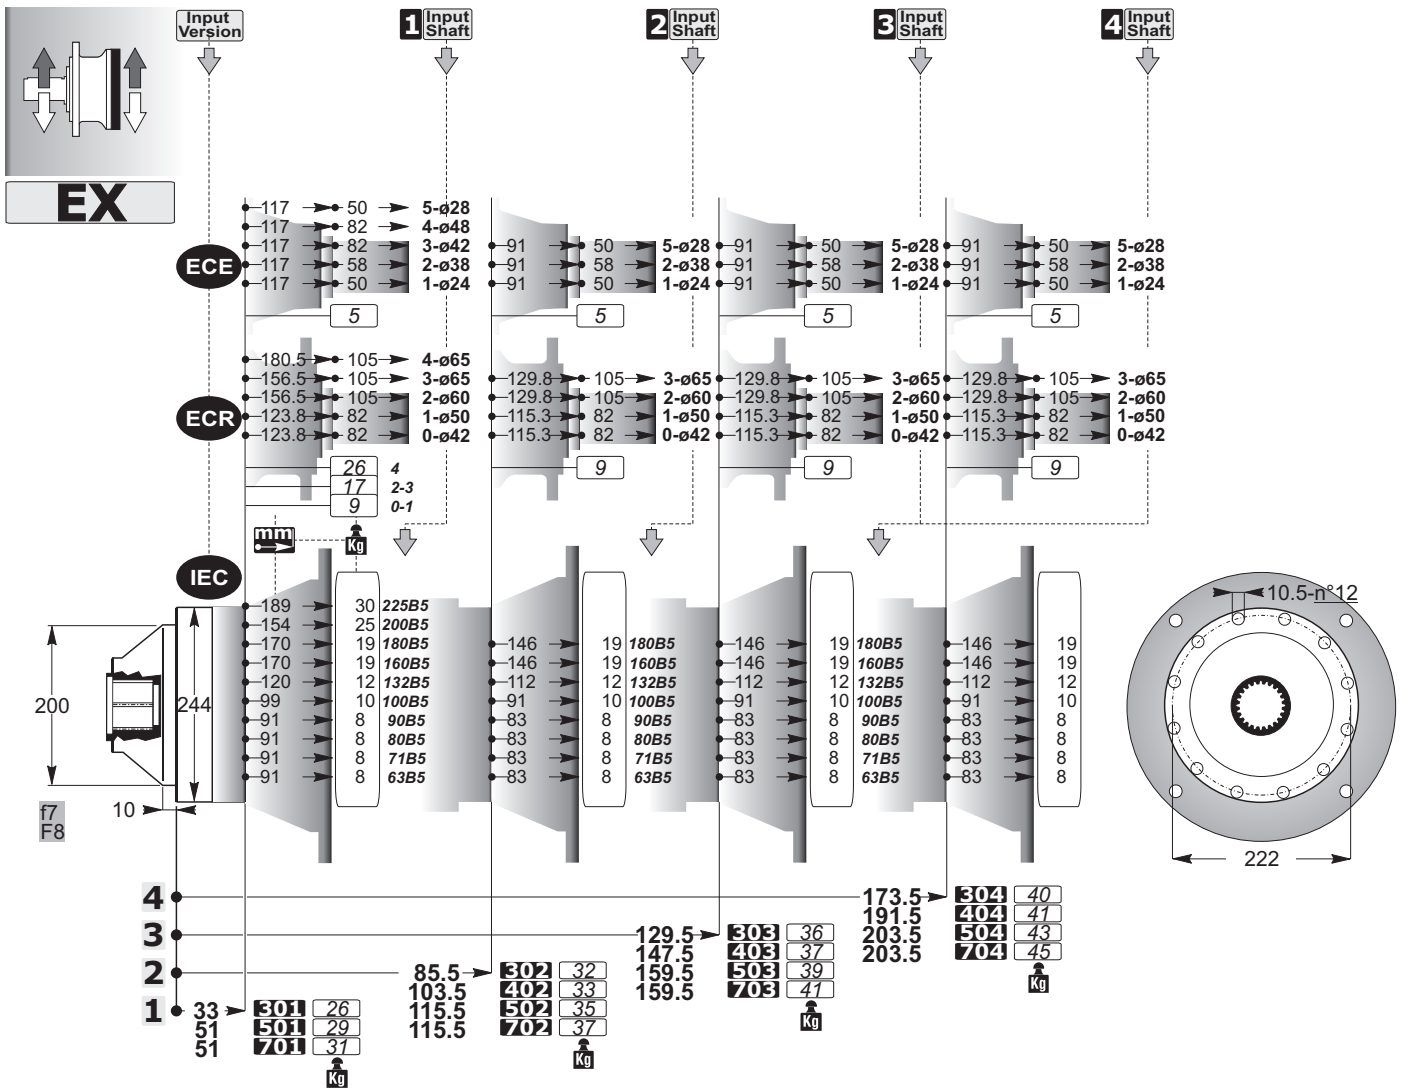 Input
Version
1 Input
Shaft
2 Input
Shaft
3 Input
Shaft
4 Input
Shaft
EX
ECE
117 50 5-ø28
117 82 4-ø48
117 82 3-ø42 91 50 5-ø28 91 50 5-ø28 91 50 5-ø28
117 58 2-ø38 91 58 2-ø38 91 58 2-ø38 91 58 2-ø38
117 50 1-ø24 91 50 1-ø24 91 50 1-ø24 91 50 1-ø24
5 5 5 5
ECR
180.5 105 4-ø65
156.5 105 3-ø65 129.8 105 3-ø65 129.8 105 3-ø65 129.8 105 3-ø65
156.5 105 2-ø60 129.8 105 2-ø60 129.8 105 2-ø60 129.8 105 2-ø60
123.8 82 1-ø50 115.3 82 1-ø50 115.3 82 1-ø50 115.3 82 1-ø50
123.8 82 0-ø42 115.3 82 0-ø42 115.3 82 0-ø42 115.3 82 0-ø42
26 4 9 9 9
17 2-3
9 0-1
mm Kg
IEC
189 30 225B5
154 25 200B5
170 19 180B5 146 19 180B5 146 19 180B5 146 19
170 19 160B5 146 19 160B5 146 19 160B5 146 19
120 12 132B5 112 12 132B5 112 12 132B5 112 12
99 10 100B5 91 10 100B5 91 10 100B5 91 10
91 8 90B5 83 8 90B5 83 8 90B5 83 8
91 8 80B5 83 8 80B5 83 8 80B5 83 8
91 8 71B5 83 8 71B5 83 8 71B5 83 8
91 8 63B5 83 8 63B5 83 8 63B5 83 8
200
244
10
f7
F8
10.5-n°12
222
4 173.5 304 40
191.5 404 41
203.5 504 43
203.5 704 45
Kg
3 129.5 303 36
147.5 403 37
159.5 503 39
159.5 703 41
Kg
2 85.5 302 32
103.5 402 33
115.5 502 35
115.5 702 37
Kg
1 33 301 26
51 501 29
51 701 31
Kg